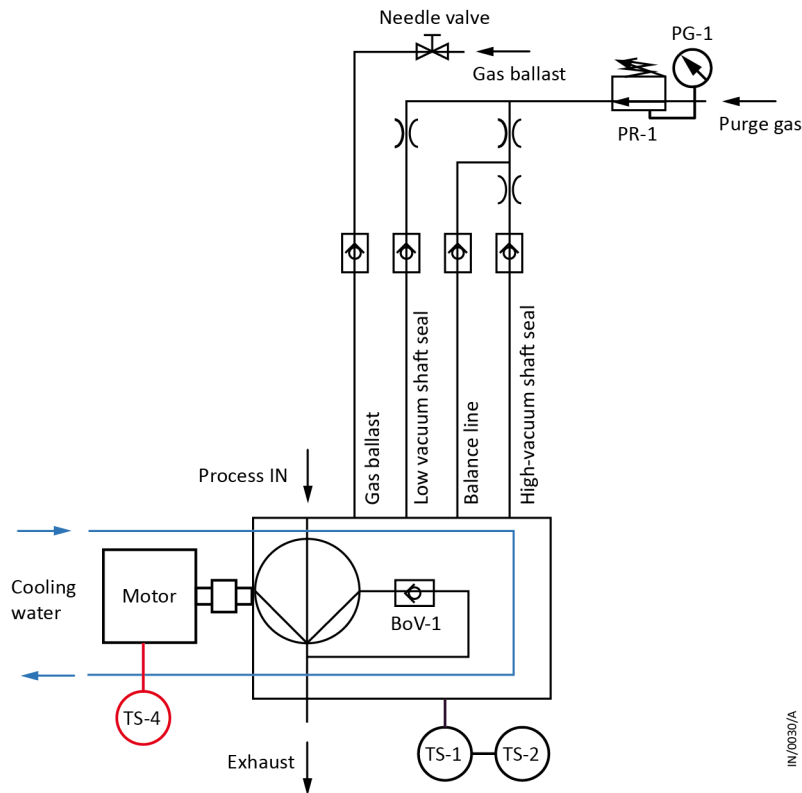 Needle valve
Gas ballast
PG-1
PR-1
Purge gas
Gas ballast
Low vacuum shaft seal
Balance line
High-vacuum shaft seal
Process IN
Cooling
water
Motor
BoV-1
TS-4
TS-1
TS-2
Exhaust
IN/0030/A